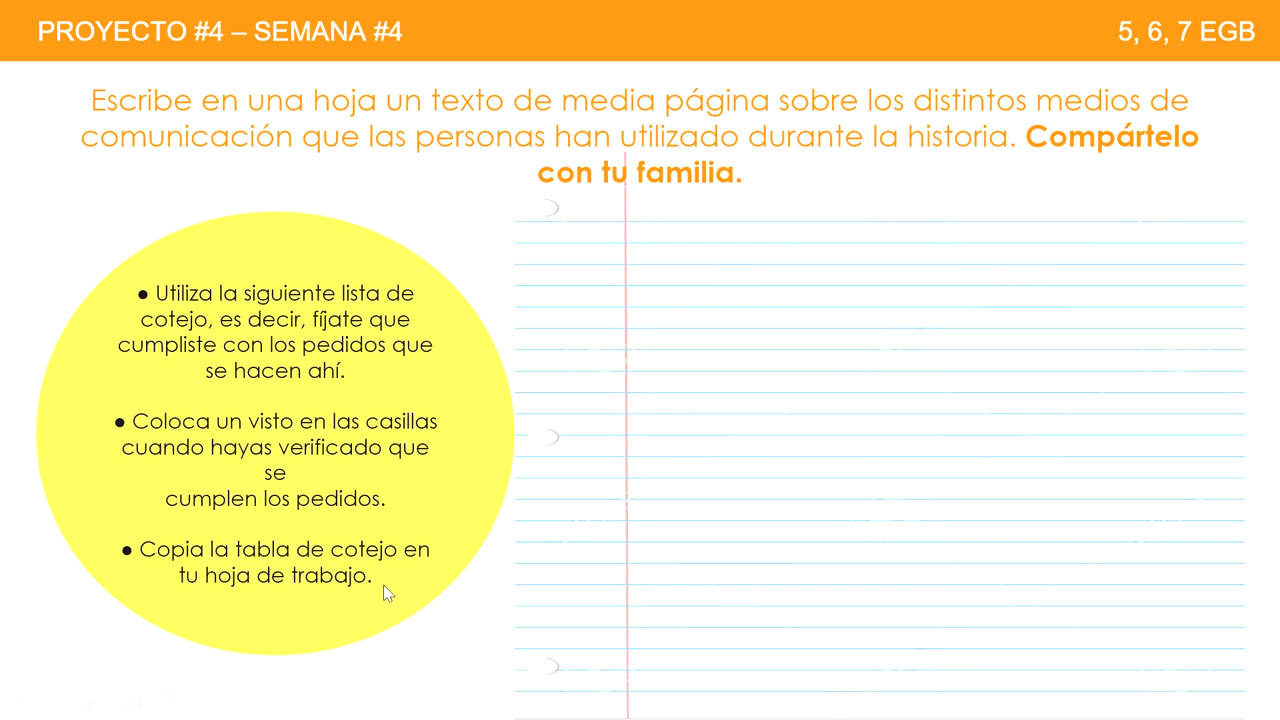 PROYECTO #4 – SEMANA #4
5, 6, 7 EGB
Escribe en una hoja un texto de media página sobre los distintos medios de
comunicación que las personas han utilizado durante la historia. Compártelo
con tu familia.
● Utiliza la siguiente lista de
cotejo, es decir, fíjate que
cumpliste con los pedidos que
se hacen ahí.
● Coloca un visto en las casillas
cuando hayas verificado que
se
cumplen los pedidos.
● Copia la tabla de cotejo en
tu hoja de trabajo.